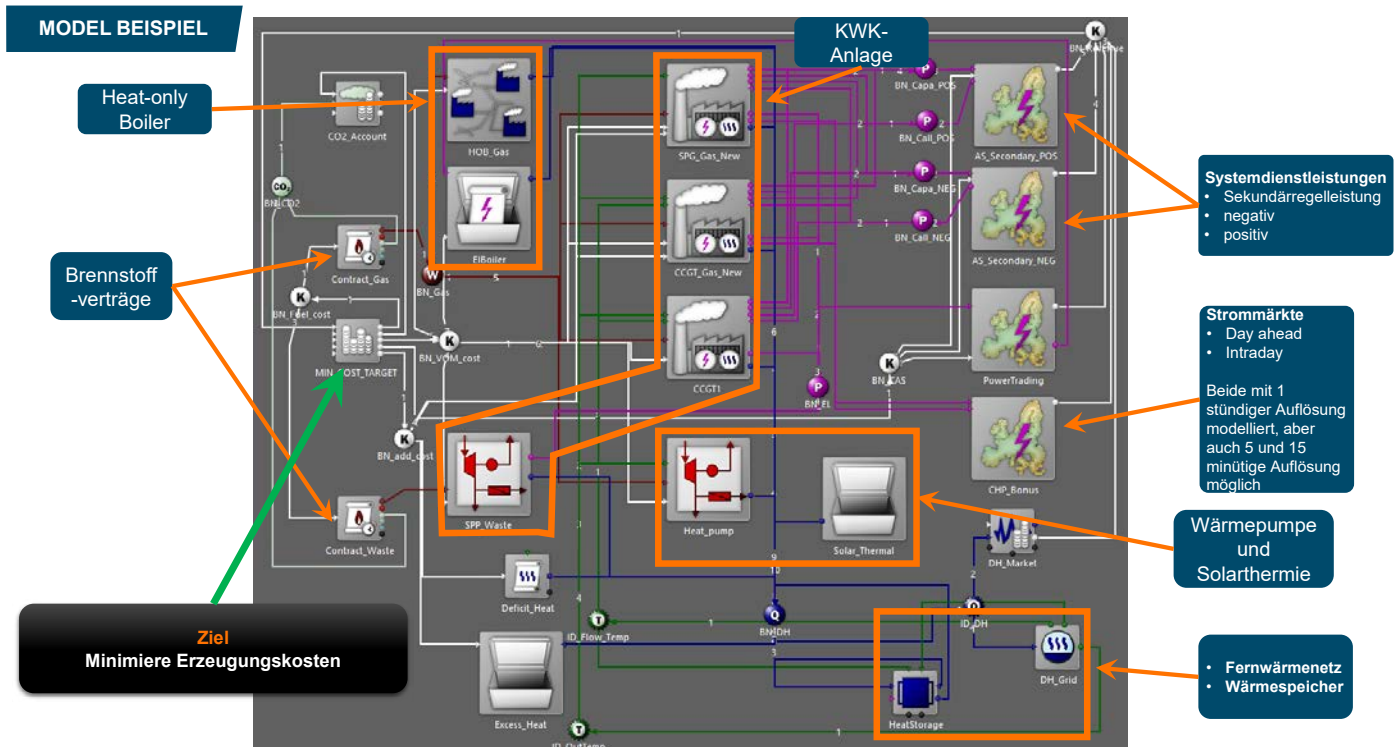 MODEL BEISPIEL
KWK-
Anlage
Heat-only
Boiler
Brennstoff
-verträge
Ziel
Minimiere Erzeugungskosten
Systemdienstleistungen
• Sekundärregelleistung
• negativ
• positiv
Strommärkte
• Day ahead
• Intraday
Beide mit 1
stündiger Auflösung
modelliert, aber
auch 5 und 15
minütige Auflösung
möglich
Wärmepumpe
und
Solarthermie
• Fernwärmenetz
• Wärmespeicher
CO2_Account
HOB_Gas
SPG_Gas_New
AS_Secondary_POS
BN_Capa_POS
BN_Call_POS
BN_Capa_NEG
BN_Call_NEG
CO2
BN_CO2
ElBoiler
CCGT_Gas_New
AS_Secondary_NEG
Contract_Gas
BN_Gas
BN_Fuel_cost
MIN_COST_TARGET
BN_VOM_cost
CCGT1
PowerTrading
BN_EL
BN_add_cost
SPP_Waste
Heat_pump
Solar_Thermal
CHP_Bonus
Contract_Waste
DH_Market
Deficit_Heat
ID_Flow_Temp
BN_DH
ID_DH
DH_Grid
Excess_Heat
HeatStorage